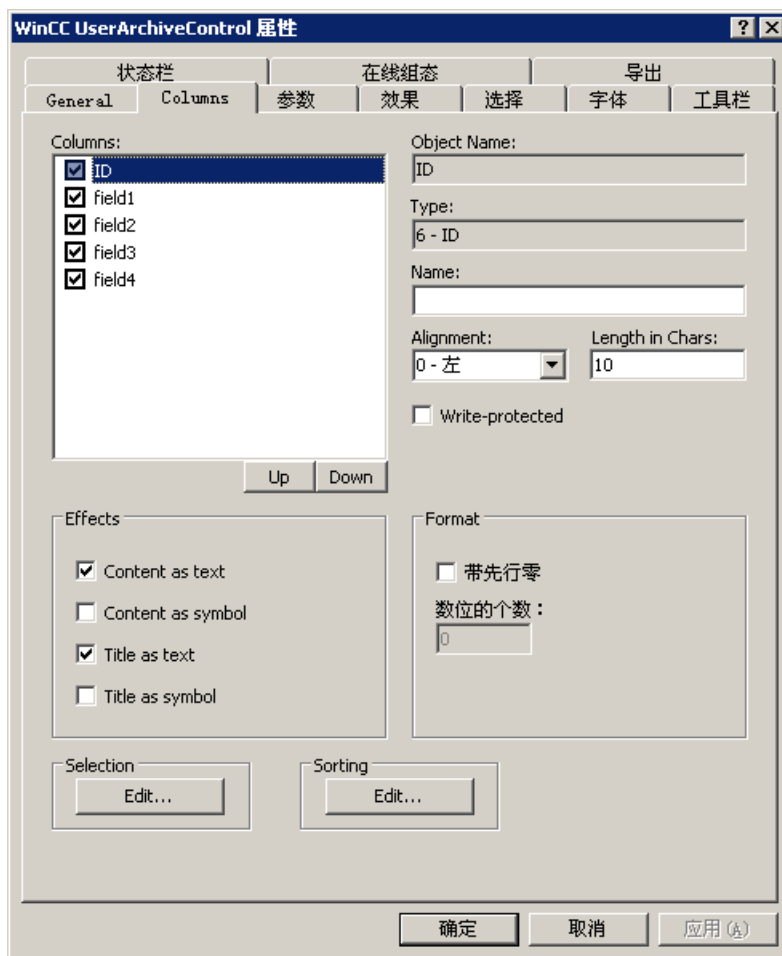 WinCC UserArchiveControl 属性
状态栏 在线组态 导出
General Columns 参数 效果 选择 字体 工具栏
Columns: Object Name:
ID ID
field1
field2 Type:
field3 6 - ID
field4 Name:
Alignment: Length in Chars:
0 - 左 10
Write-protected
Up Down
Effects Format
Content as text 带先行零
Content as symbol 数位的个数：
0
Title as text
Title as symbol
Selection Sorting
Edit... Edit...
确定 取消 应用(A)